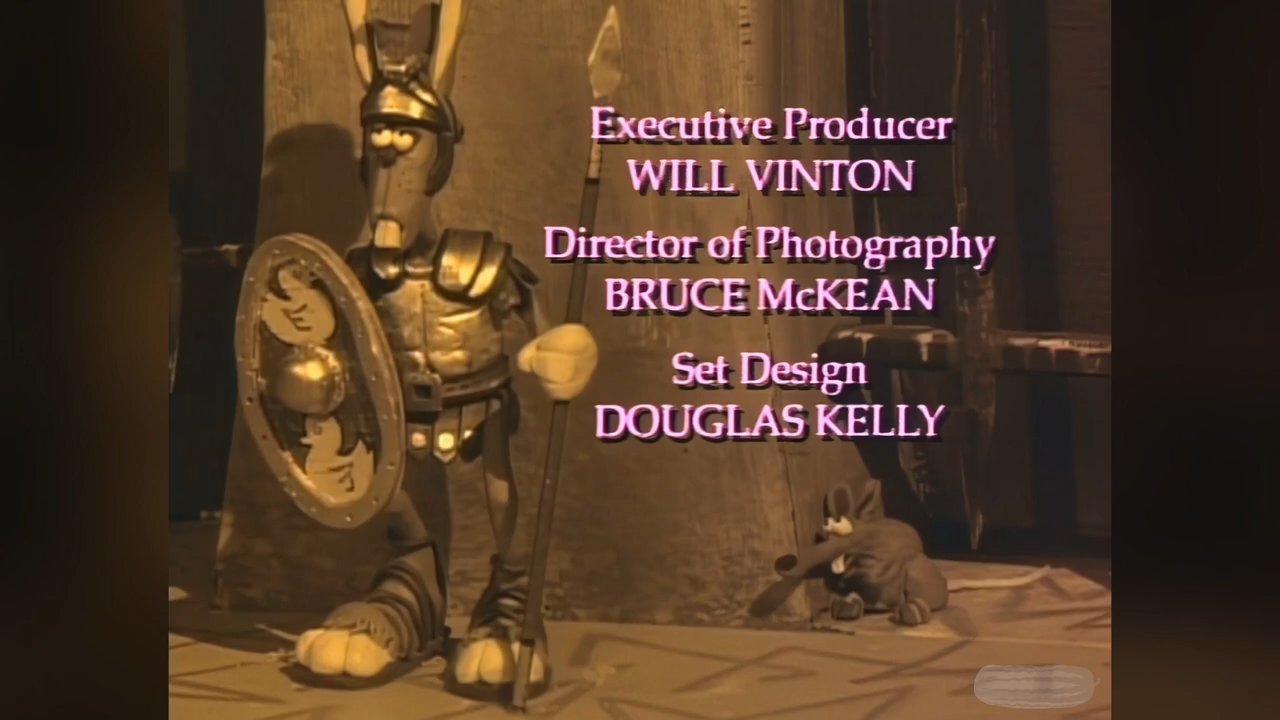 Executive Producer
WILL VINTON
Director of Photography
BRUCE McKEAN
Set Design
DOUGLAS KELLY